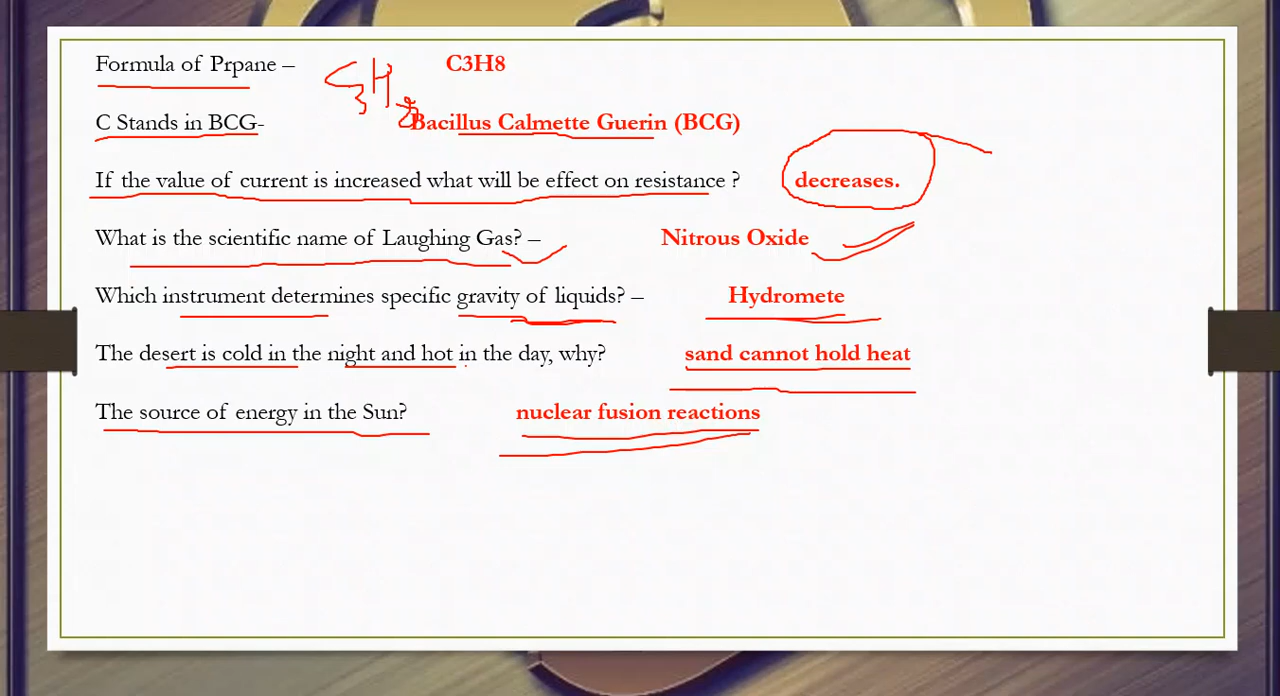 Formula of Prpane – C3H8 C3H8
C Stands in BCG- Bacillus Calmette Guerin (BCG)
If the value of current is increased what will be effect on resistance ? decreases.
What is the scientific name of Laughing Gas? – Nitrous Oxide
Which instrument determines specific gravity of liquids? – Hydromete
The desert is cold in the night and hot in the day, why? sand cannot hold heat
The source of energy in the Sun? nuclear fusion reactions